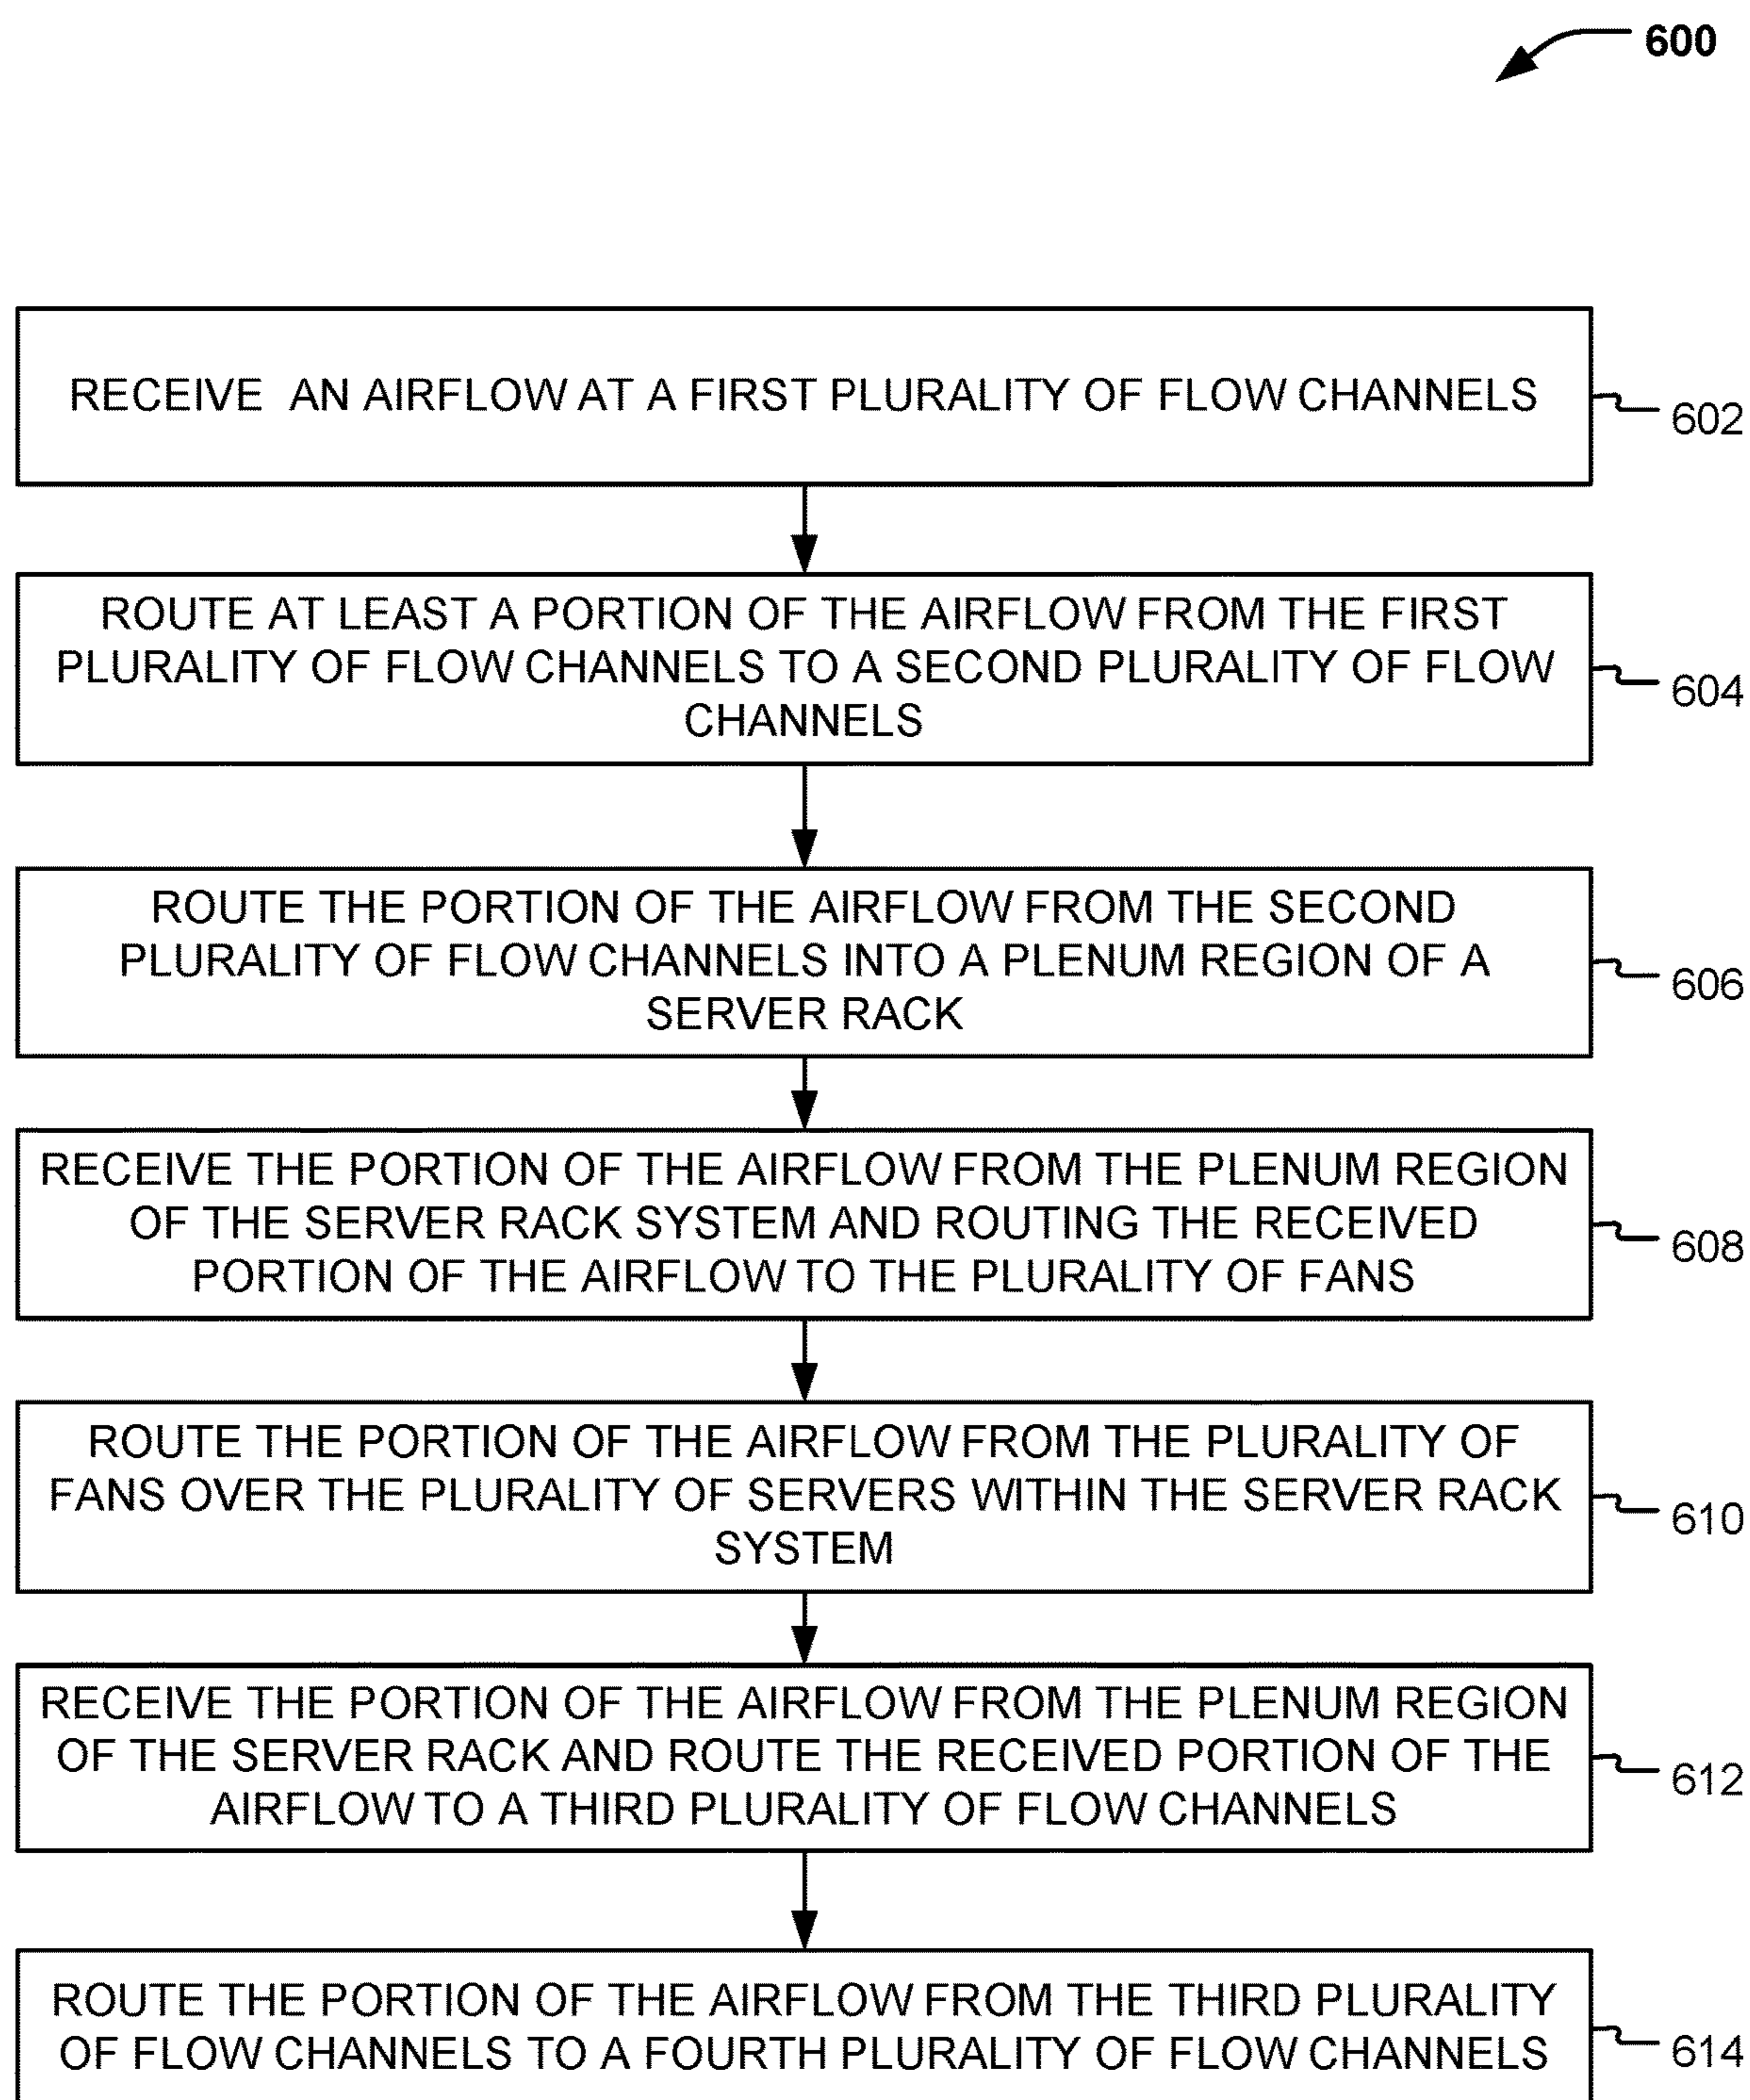 600
RECEIVE AN AIRFLOW AT A FIRST PLURALITY OF FLOW CHANNELS
602
ROUTE AT LEAST A PORTION OF THE AIRFLOW FROM THE FIRST
PLURALITY OF FLOW CHANNELS TO A SECOND PLURALITY OF FLOW
CHANNELS
604
ROUTE THE PORTION OF THE AIRFLOW FROM THE SECOND
PLURALITY OF FLOW CHANNELS INTO A PLENUM REGION OF A
SERVER RACK
606
RECEIVE THE PORTION OF THE AIRFLOW FROM THE PLENUM REGION
OF THE SERVER RACK SYSTEM AND ROUTING THE RECEIVED
PORTION OF THE AIRFLOW TO THE PLURALITY OF FANS
608
ROUTE THE PORTION OF THE AIRFLOW FROM THE PLURALITY OF
FANS OVER THE PLURALITY OF SERVERS WITHIN THE SERVER RACK
SYSTEM
610
RECEIVE THE PORTION OF THE AIRFLOW FROM THE PLENUM REGION
OF THE SERVER RACK AND ROUTE THE RECEIVED PORTION OF THE
AIRFLOW TO A THIRD PLURALITY OF FLOW CHANNELS
612
ROUTE THE PORTION OF THE AIRFLOW FROM THE THIRD PLURALITY
OF FLOW CHANNELS TO A FOURTH PLURALITY OF FLOW CHANNELS
614